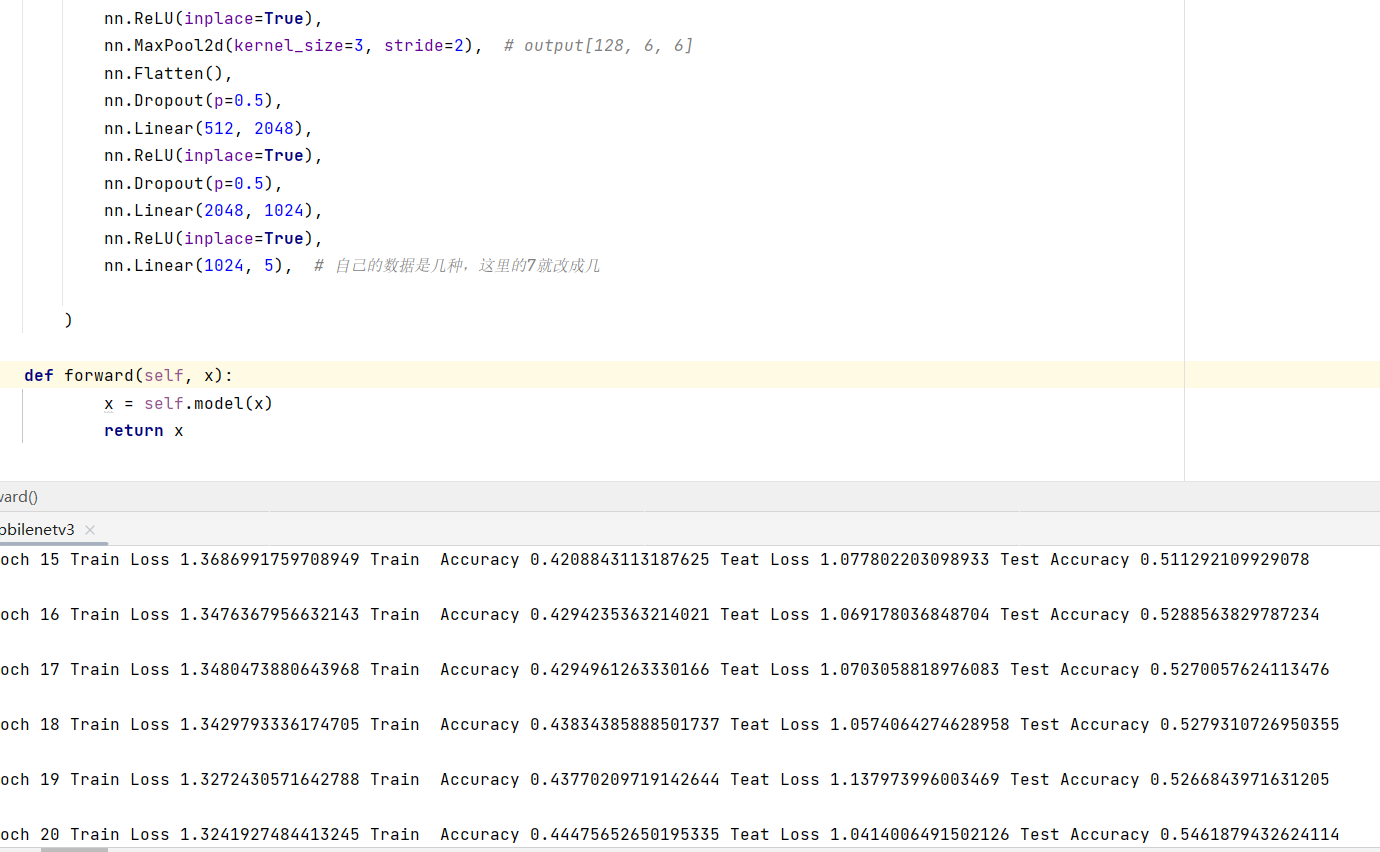 nn.ReLU(inplace=True),
nn.MaxPool2d(kernel_size=3, stride=2),  # output[128, 6, 6]
nn.Flatten(),
nn.Dropout(p=0.5),
nn.Linear(512, 2048),
nn.ReLU(inplace=True),
nn.Dropout(p=0.5),
nn.Linear(2048, 1024),
nn.ReLU(inplace=True),
nn.Linear(1024, 5),  # 自己的数据是几种，这里的7就改成几
)
def forward(self, x):
x = self.model(x)
return x
ward()
obilenetv3
och 15 Train Loss 1.3686991759708949 Train  Accuracy 0.4208843113187625 Teat Loss 1.077802203098933 Test Accuracy 0.511292109929078
och 16 Train Loss 1.3476367956632143 Train  Accuracy 0.4294235363214021 Teat Loss 1.069178036848704 Test Accuracy 0.5288563829787234
och 17 Train Loss 1.3480473880643968 Train  Accuracy 0.4294961263330166 Teat Loss 1.0703058818976083 Test Accuracy 0.5270057624113476
och 18 Train Loss 1.3429793336174705 Train  Accuracy 0.43834385888501737 Teat Loss 1.0574064274628958 Test Accuracy 0.5279310726950355
och 19 Train Loss 1.3272430571642788 Train  Accuracy 0.43770209719142644 Teat Loss 1.137973996003469 Test Accuracy 0.5266843971631205
och 20 Train Loss 1.3241927484413245 Train  Accuracy 0.44475652650195335 Teat Loss 1.0414006491502126 Test Accuracy 0.5461879432624114